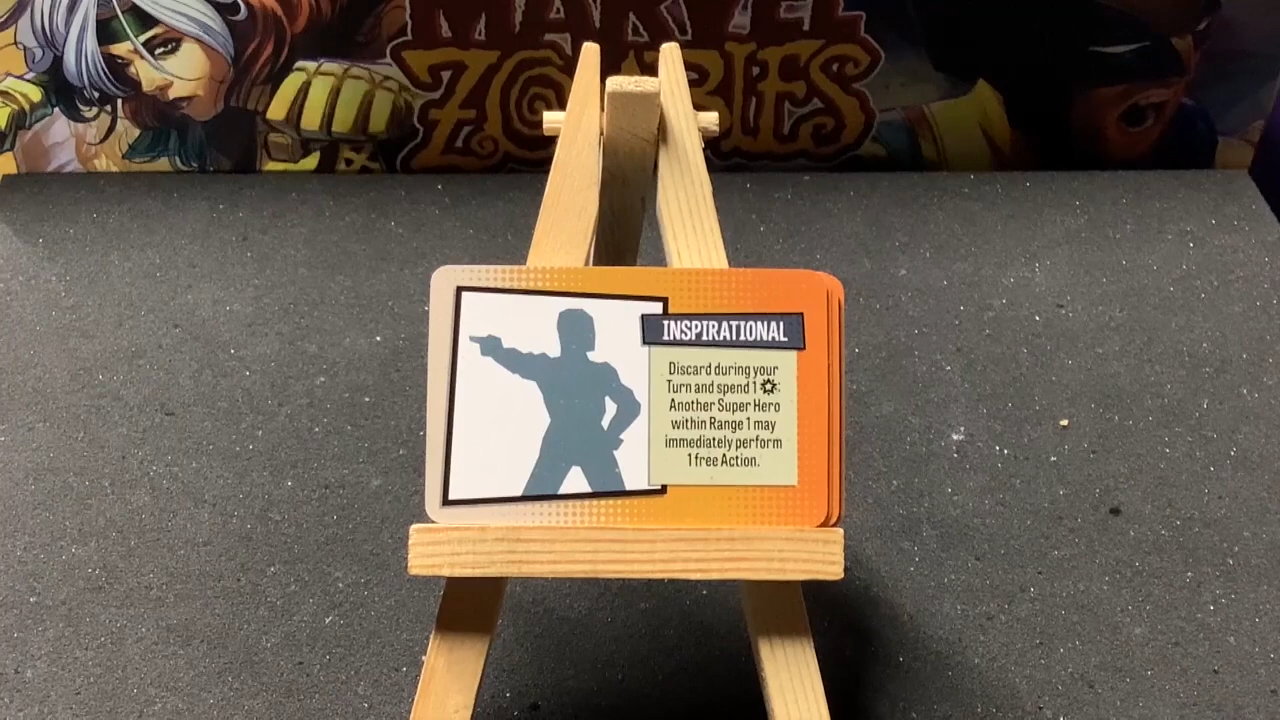 MARVEL
ZOMBIES
INSPIRATIONAL
Discard during your
Turn and spend 1 :
Another Super Hero
within Range 1 may
immediately perform
1 free Action.